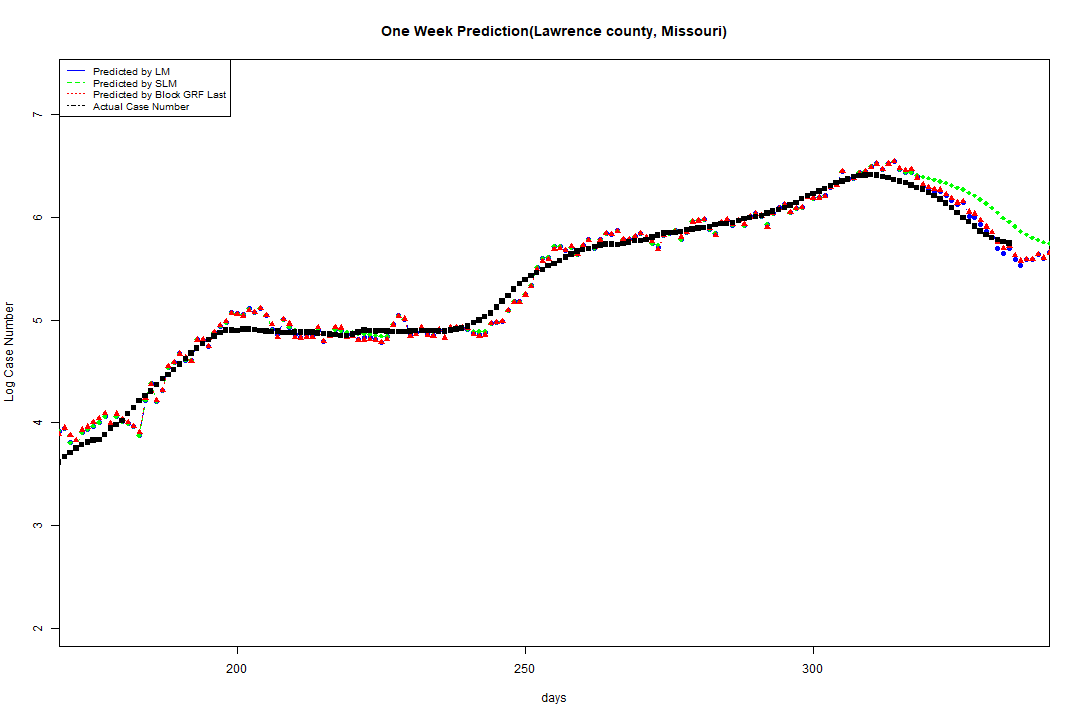 One Week Prediction(Lawrence county, Missouri)
Predicted by LM
Predicted by SLM
Predicted by Block GRF Last
Actual Case Number
7
6
5
4
3
2
Log Case Number
200
250
300
days